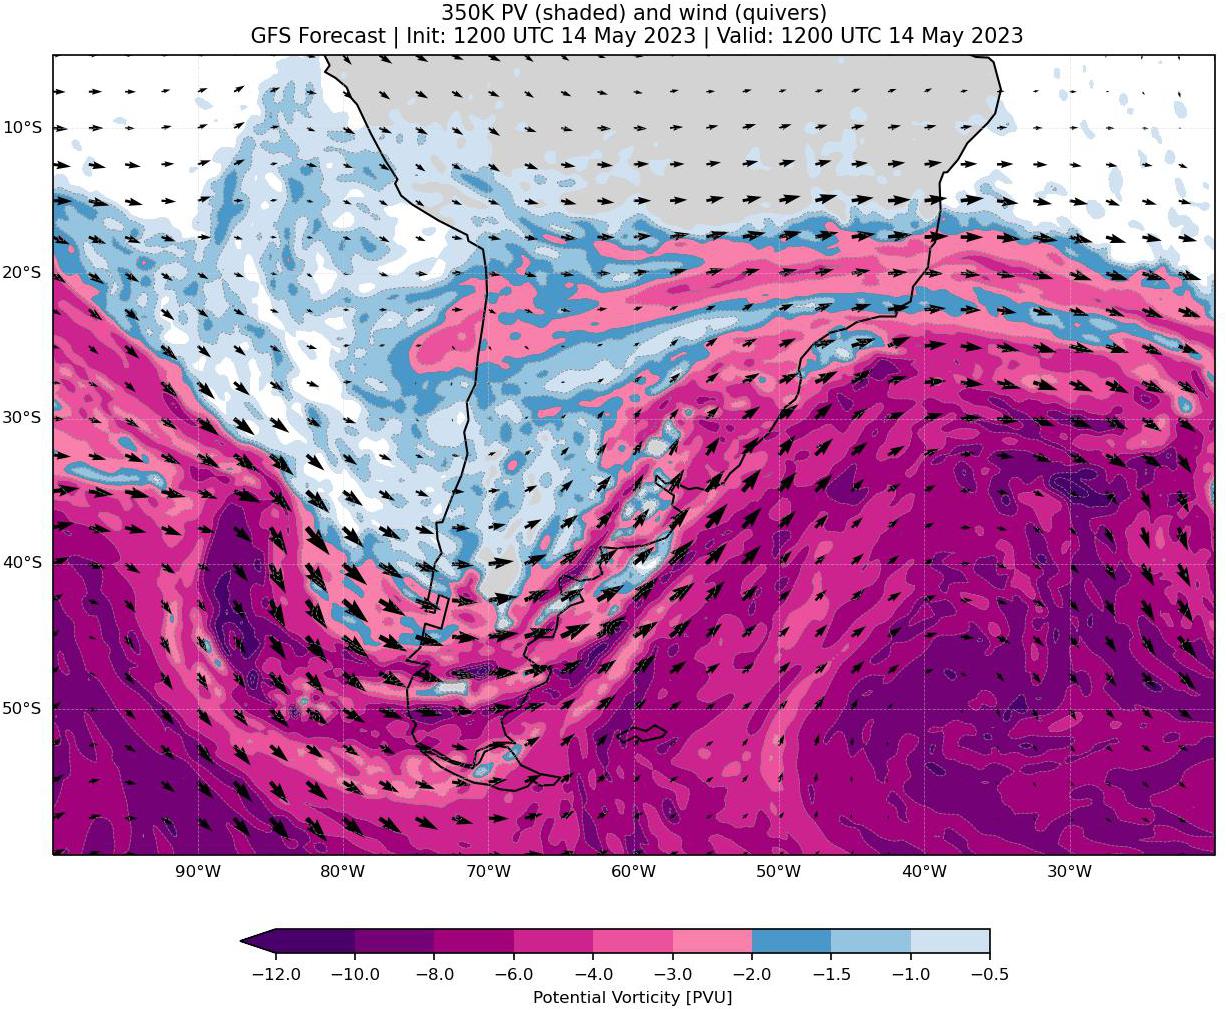 350K PV (shaded) and wind (quivers)
GFS Forecast | Init: 1200 UTC 14 May 2023 | Valid: 1200 UTC 14 May 2023
10°S
20°S
30°S
40°S
50°S
90°W 80°W 70°W 60°W 50°W 40°W 30°W
−12.0 −10.0 −8.0 −6.0 −4.0 −3.0 −2.0 −1.5 −1.0 −0.5
Potential Vorticity [PVU]